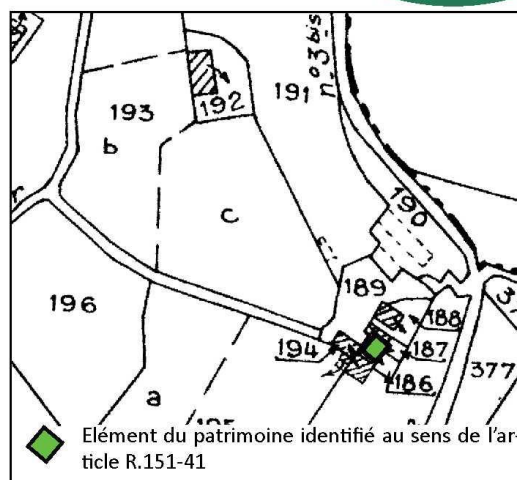 193
192
191
n°3 bis
b
c
190
r
196
189
188
194
187
377
186
a
Elément du patrimoine identifié au sens de l'ar-
ticle R.151-41